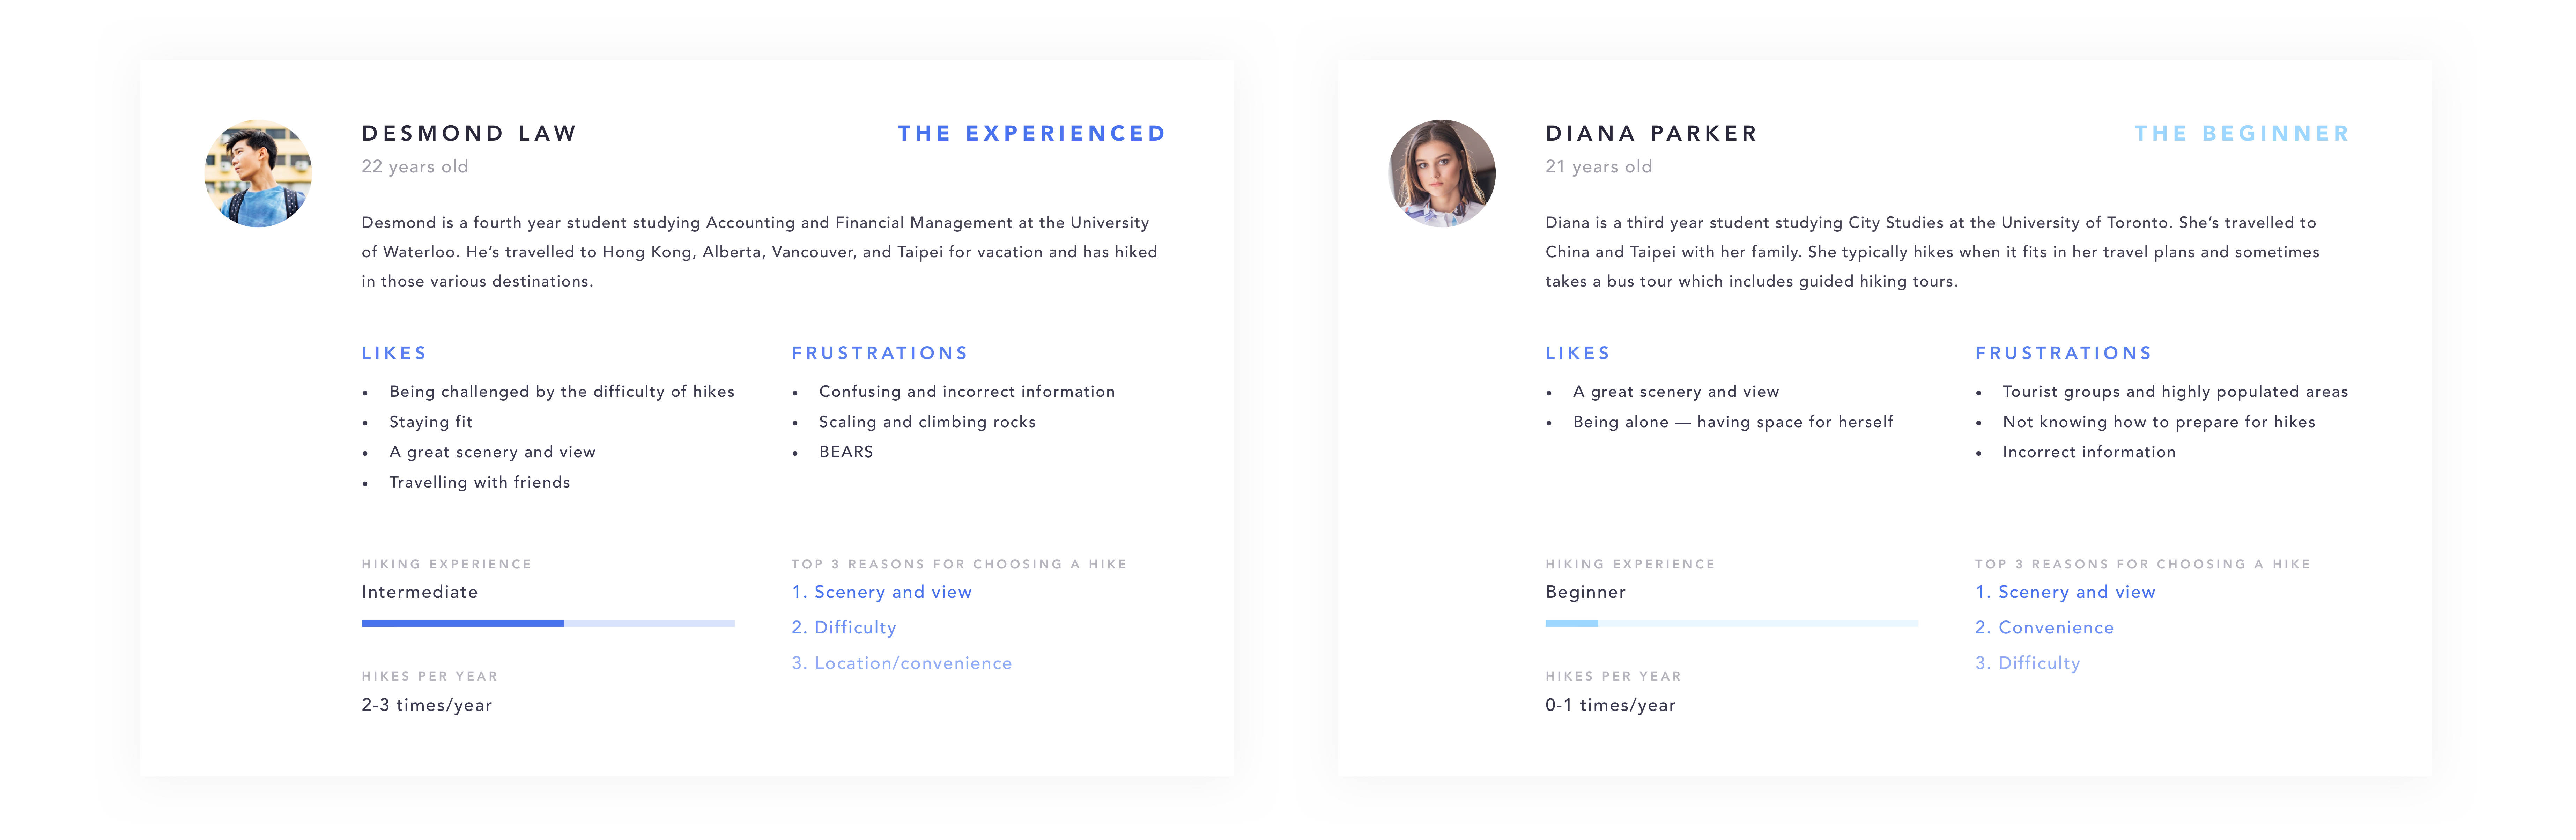 DESMOND LAW
THE EXPERIENCED
22 years old
Desmond is a fourth year student studying Accounting and Financial Management at the University
of Waterloo. He’s travelled to Hong Kong, Alberta, Vancouver, and Taipei for vacation and has hiked
in those various destinations.
LIKES
• Being challenged by the difficulty of hikes
• Staying fit
• A great scenery and view
• Travelling with friends
FRUSTRATIONS
• Confusing and incorrect information
• Scaling and climbing rocks
• BEARS
HIKING EXPERIENCE
Intermediate
HIKES PER YEAR
2-3 times/year
TOP 3 REASONS FOR CHOOSING A HIKE
1. Scenery and view
2. Difficulty
3. Location/convenience
DIANA PARKER
THE BEGINNER
21 years old
Diana is a third year student studying City Studies at the University of Toronto. She’s travelled to
China and Taipei with her family. She typically hikes when it fits in her travel plans and sometimes
takes a bus tour which includes guided hiking tours.
LIKES
• A great scenery and view
• Being alone — having space for herself
FRUSTRATIONS
• Tourist groups and highly populated areas
• Not knowing how to prepare for hikes
• Incorrect information
HIKING EXPERIENCE
Beginner
HIKES PER YEAR
0-1 times/year
TOP 3 REASONS FOR CHOOSING A HIKE
1. Scenery and view
2. Convenience
3. Difficulty